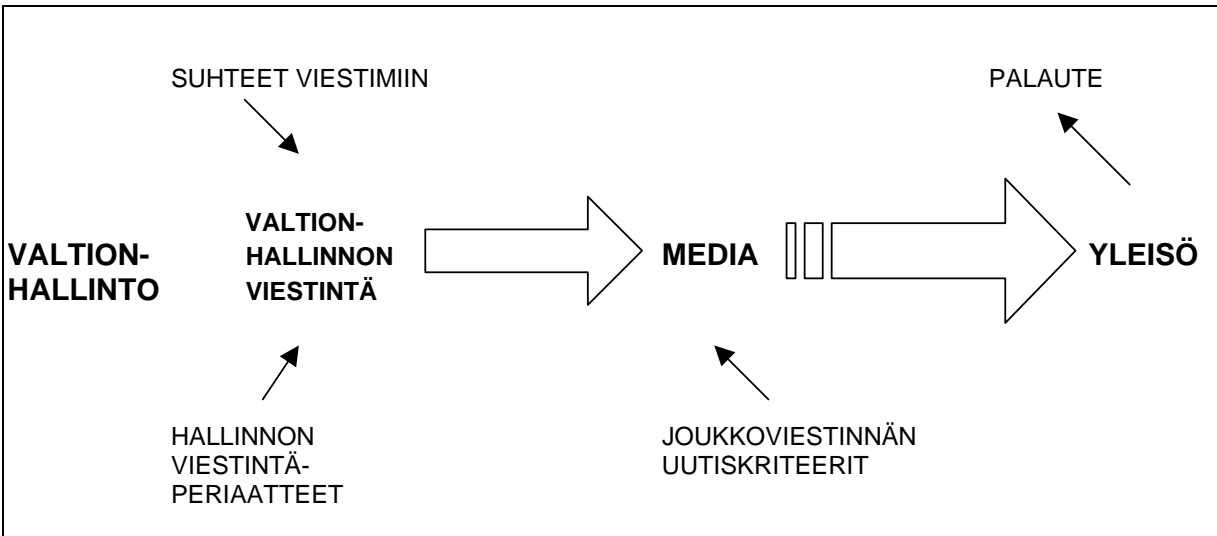 SUHTEET VIESTIMIIN
PALAUTE
VALTION-
HALLINTO
VALTION-
HALLINNON
VIESTINTÄ
MEDIA
YLEISÖ
HALLINNON
VIESTINTÄ-
PERIAATTEET
JOUKKOVIESTINNÄN
UUTISKRITEERIT